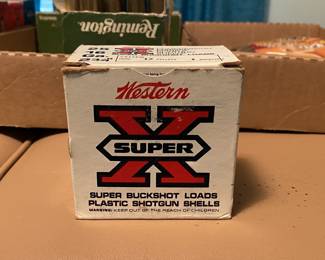 Remington
Western
X
SUPER
SUPER BUCKSHOT LOADS
PLASTIC SHOTGUN SHELLS
WARNING: KEEP OUT OF THE REACH OF CHILDREN